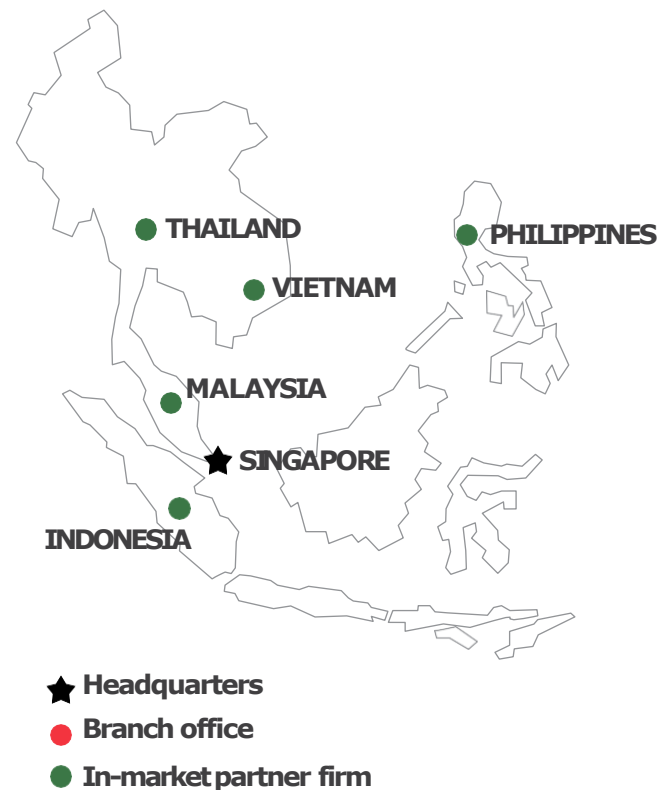 THAILAND
PHILIPPINES
VIETNAM
MALAYSIA
SINGAPORE
INDONESIA
Headquarters
Branch office
In-market partner firm